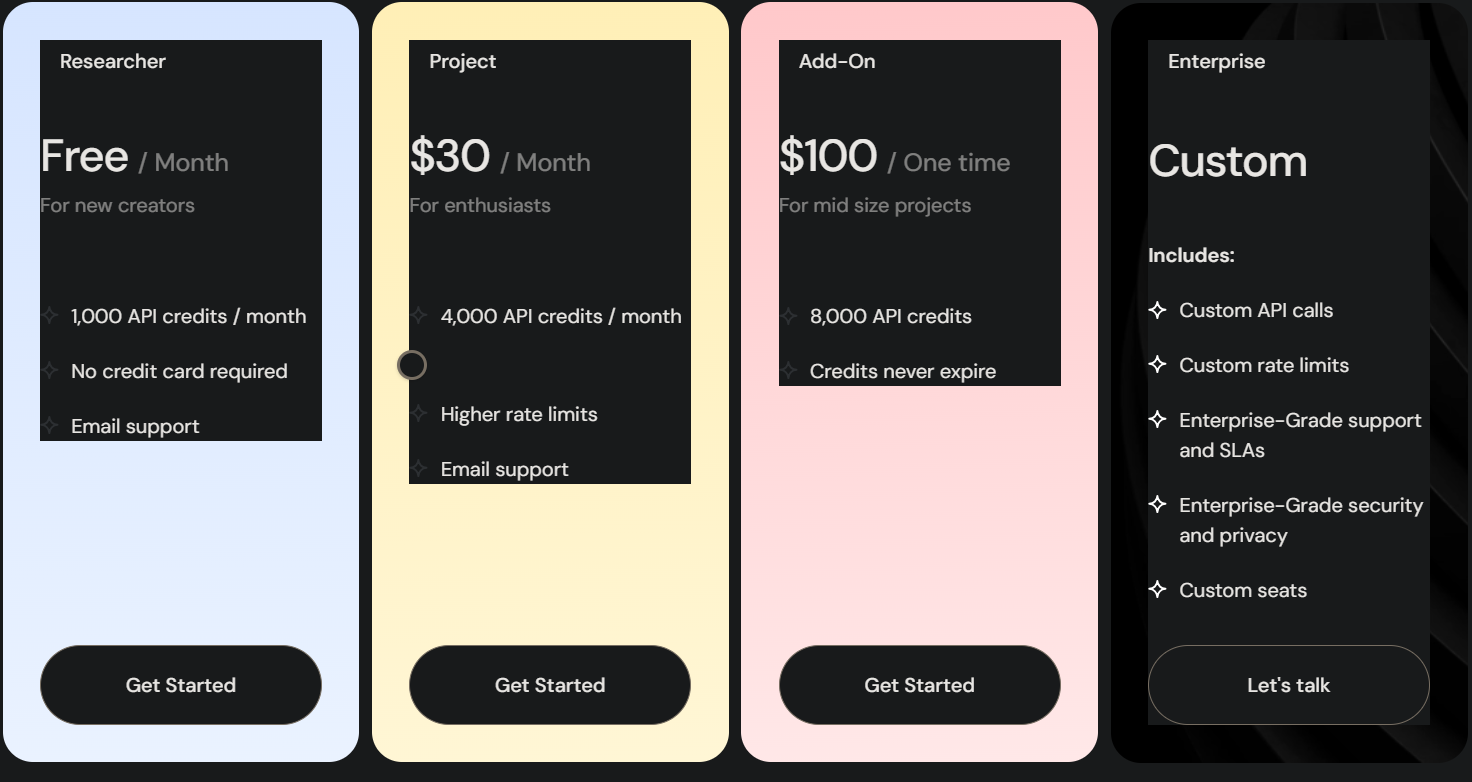 Researcher
Free / Month
For new creators
1,000 API credits / month
No credit card required
Email support
Get Started
Project
$30 / Month
For enthusiasts
4,000 API credits / month
Higher rate limits
Email support
Get Started
Add-On
$100 / One time
For mid size projects
8,000 API credits
Credits never expire
Get Started
Enterprise
Custom
Includes:
Custom API calls
Custom rate limits
Enterprise-Grade support
and SLAs
Enterprise-Grade security
and privacy
Custom seats
Let's talk